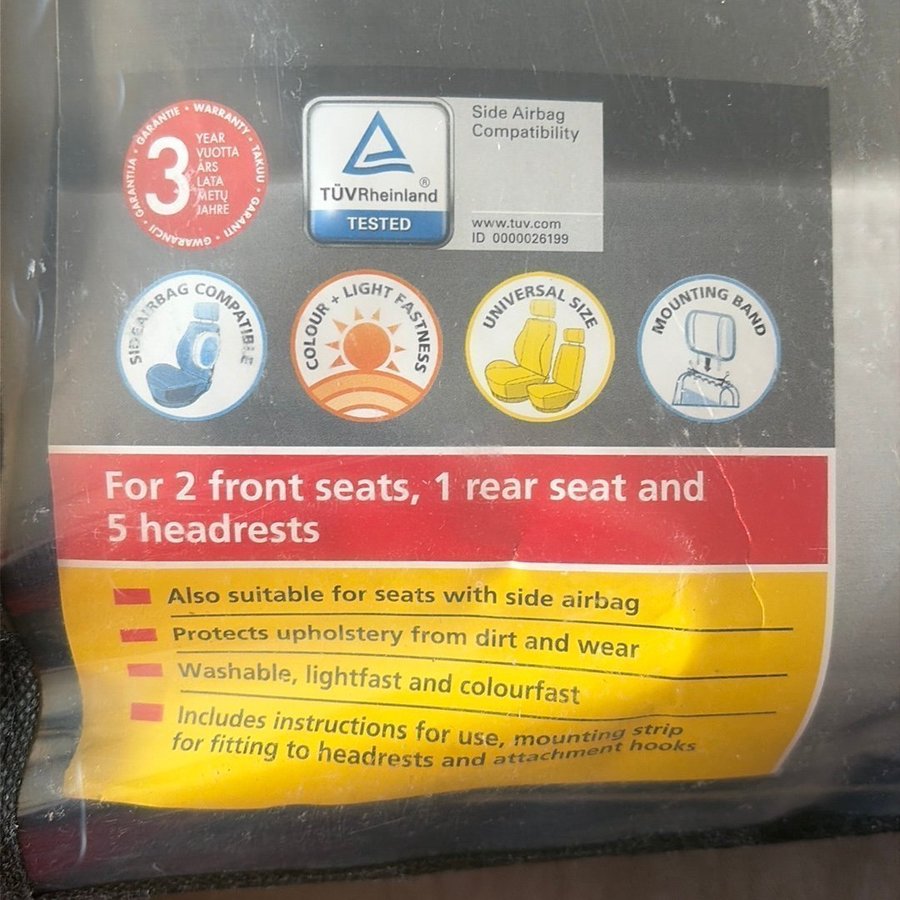 GARANTIE • WARRANTY • TAKUU • GARANTI • GWARANCJI • GARANTIJA •
3
YEAR
VUOTTA
ÅRS
LATA
METŲ
JAHRE
TÜVRheinland®
TESTED
Side Airbag
Compatibility
www.tuv.com
ID 0000026199
SIDEAIRBAG COMPATIBLE
COLOUR + LIGHT FASTNESS
UNIVERSAL SIZE
MOUNTING BAND
For 2 front seats, 1 rear seat and
5 headrests
Also suitable for seats with side airbag
Protects upholstery from dirt and wear
Washable, lightfast and colourfast
Includes instructions for use, mounting strip
for fitting to headrests and attachment hooks